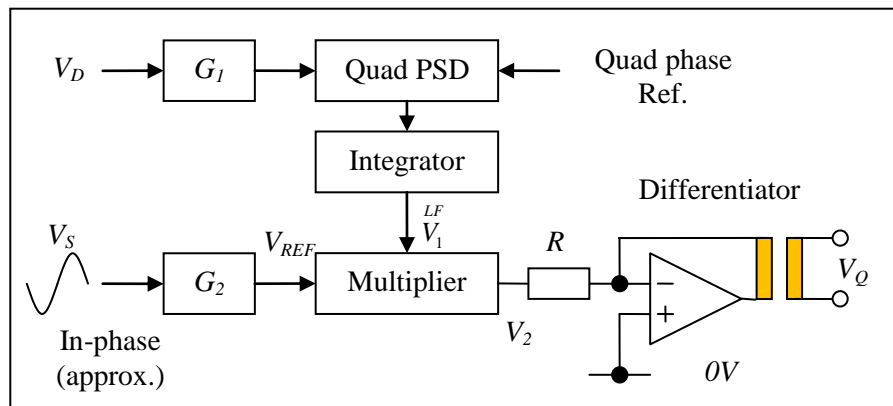 V_D
G_1
Quad PSD
Quad phase
Ref.
Integrator
Differentiator
LF
V_1
V_S
V_REF
R
G_2
Multiplier
V_Q
−
+
V_2
In-phase
(approx.)
0V